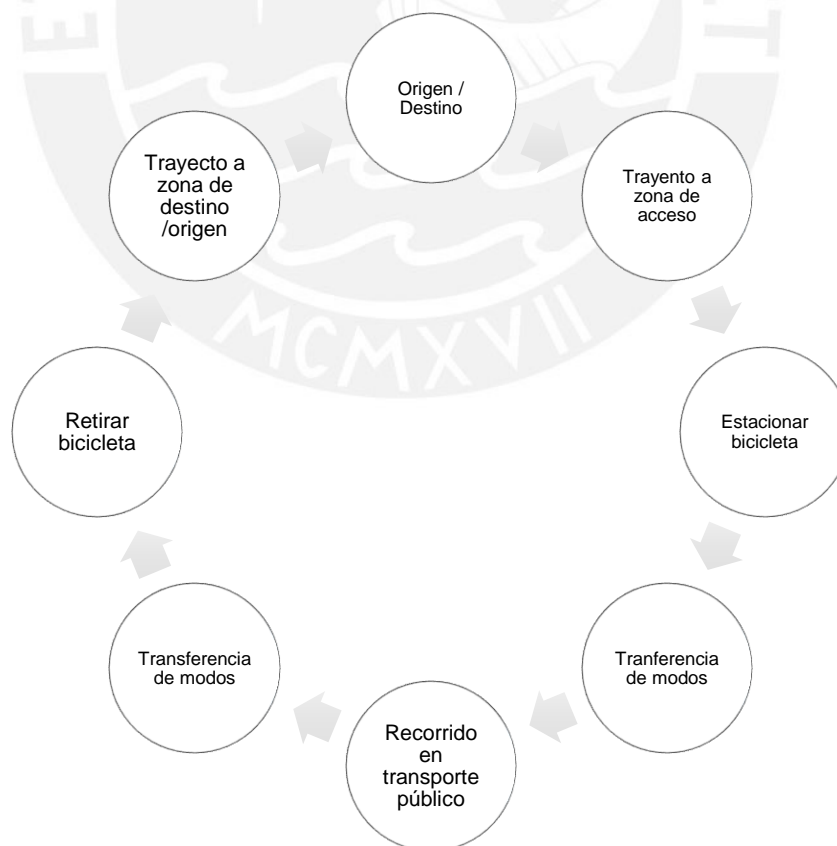 Origen /
Destino
Trayento a
zona de
acceso
Estacionar
bicicleta
Tranferencia
de modos
Recorrido
en
transporte
público
Transferencia
de modos
Retirar
bicicleta
Trayecto a
zona de
destino
/origen
MCMXVII